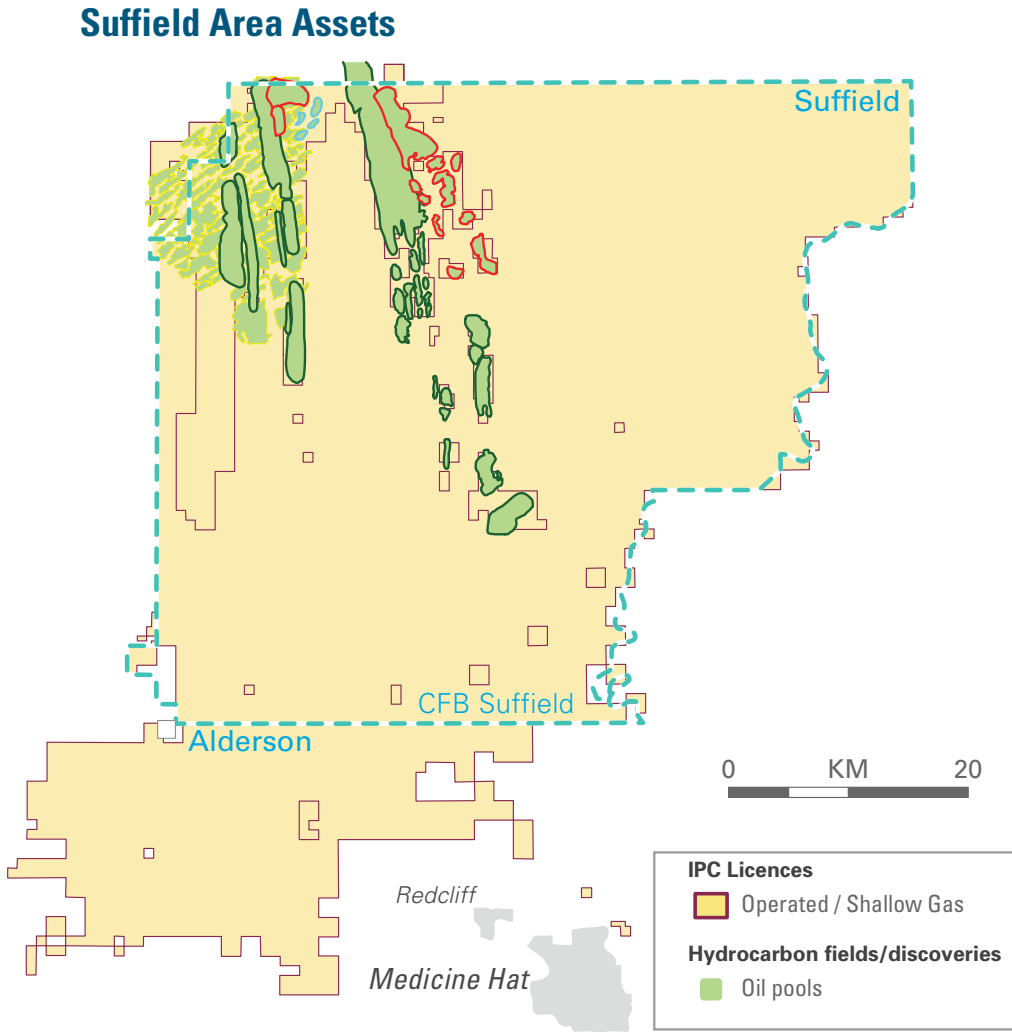 Suffield Area Assets
Suffield
CFB Suffield
Alderson
0 KM 20
Redcliff
Medicine Hat
IPC Licences
Operated / Shallow Gas
Hydrocarbon fields/discoveries
Oil pools